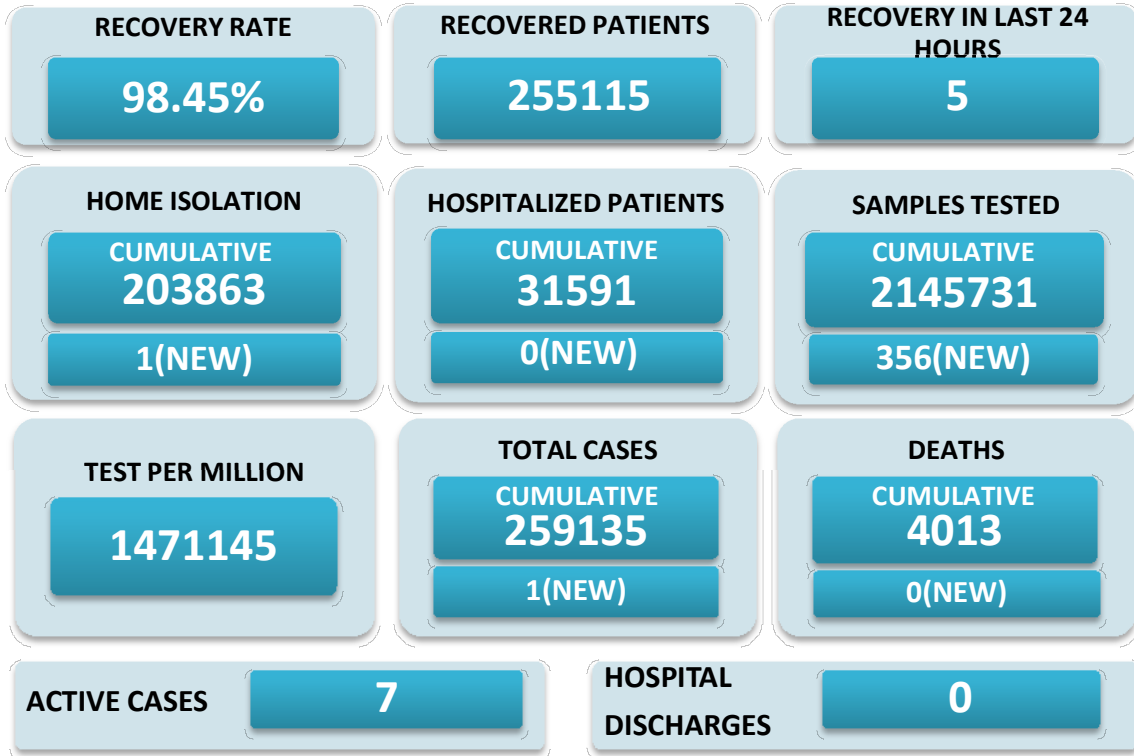 RECOVERY RATE
98.45%
RECOVERED PATIENTS
255115
RECOVERY IN LAST 24
HOURS
5
HOME ISOLATION
CUMULATIVE
203863
1(NEW)
HOSPITALIZED PATIENTS
CUMULATIVE
31591
0(NEW)
SAMPLES TESTED
CUMULATIVE
2145731
356(NEW)
TEST PER MILLION
1471145
TOTAL CASES
CUMULATIVE
259135
1(NEW)
DEATHS
CUMULATIVE
4013
0(NEW)
ACTIVE CASES
7
HOSPITAL
DISCHARGES
0